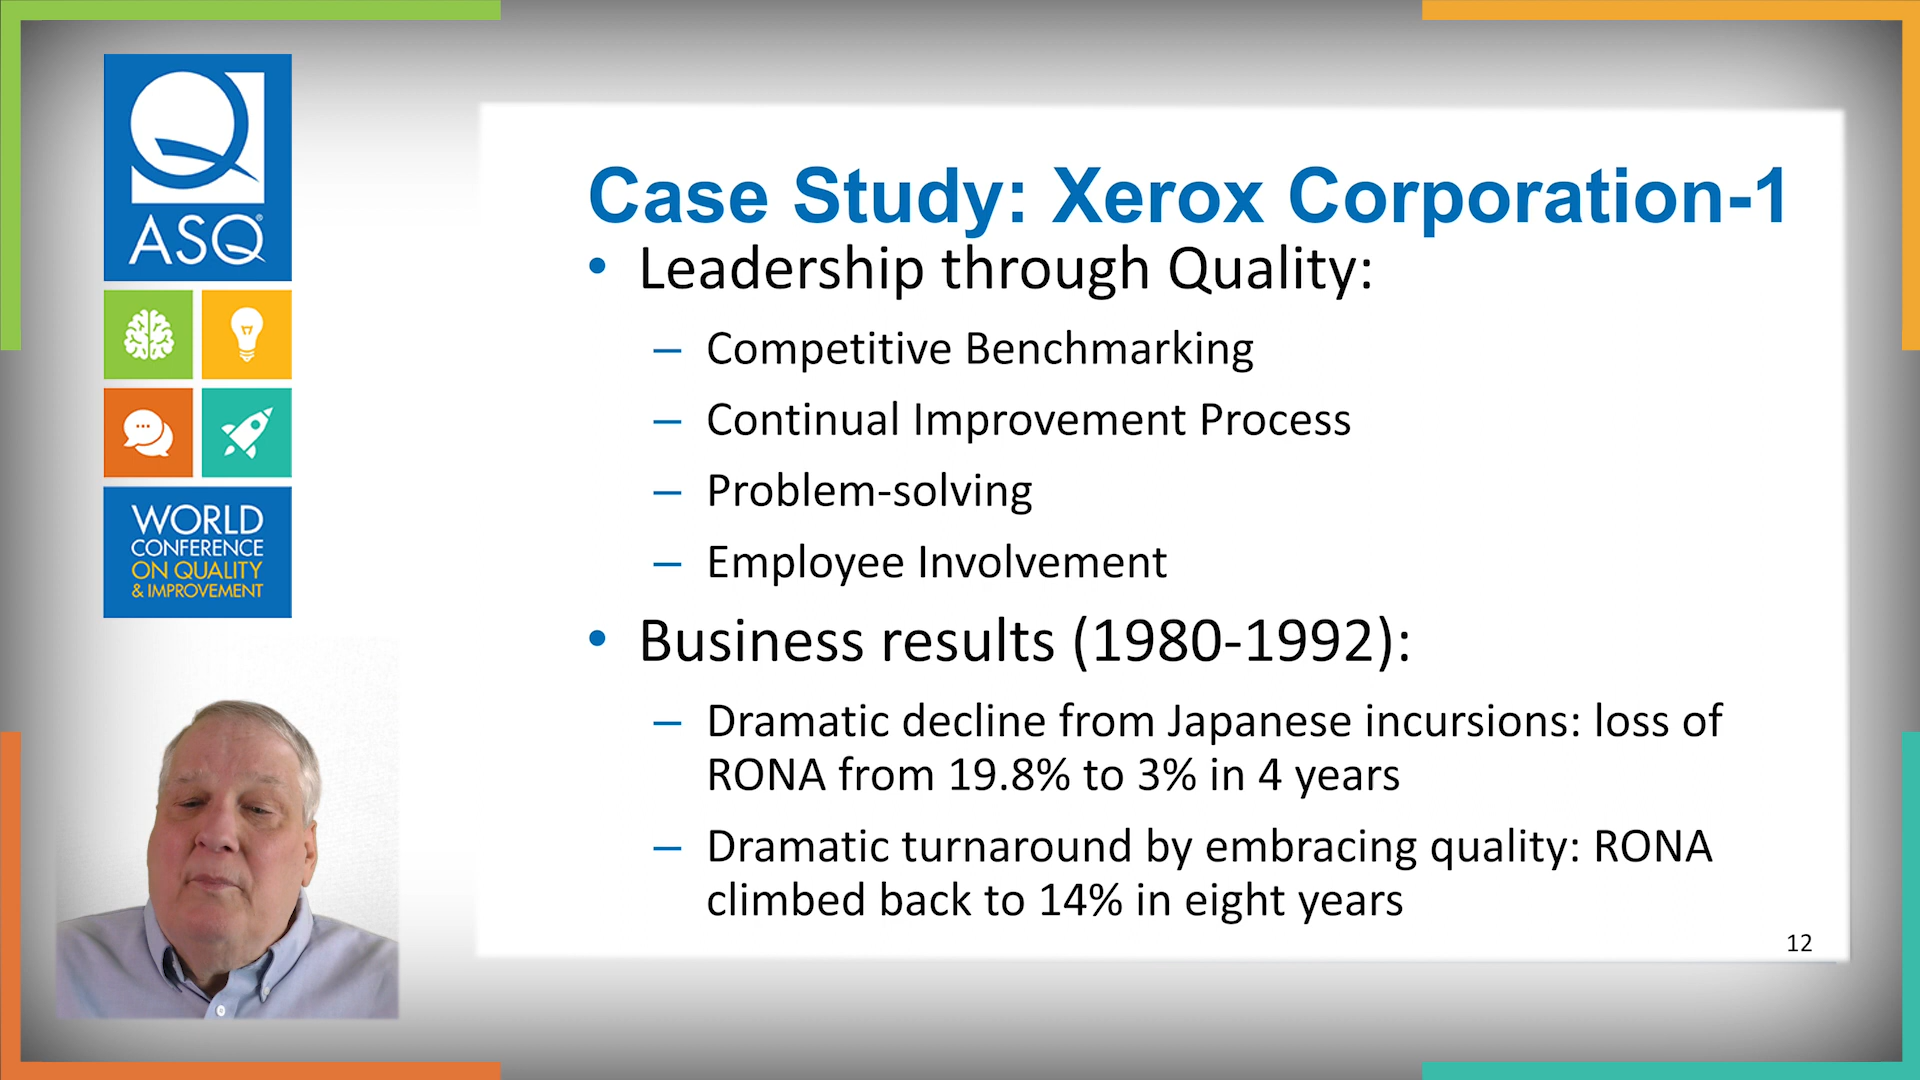 ASQ®
WORLD
CONFERENCE
ON QUALITY
& IMPROVEMENT
Case Study: Xerox Corporation-1
• Leadership through Quality:
– Competitive Benchmarking
– Continual Improvement Process
– Problem-solving
– Employee Involvement
• Business results (1980-1992):
– Dramatic decline from Japanese incursions: loss of
RONA from 19.8% to 3% in 4 years
– Dramatic turnaround by embracing quality: RONA
climbed back to 14% in eight years
12